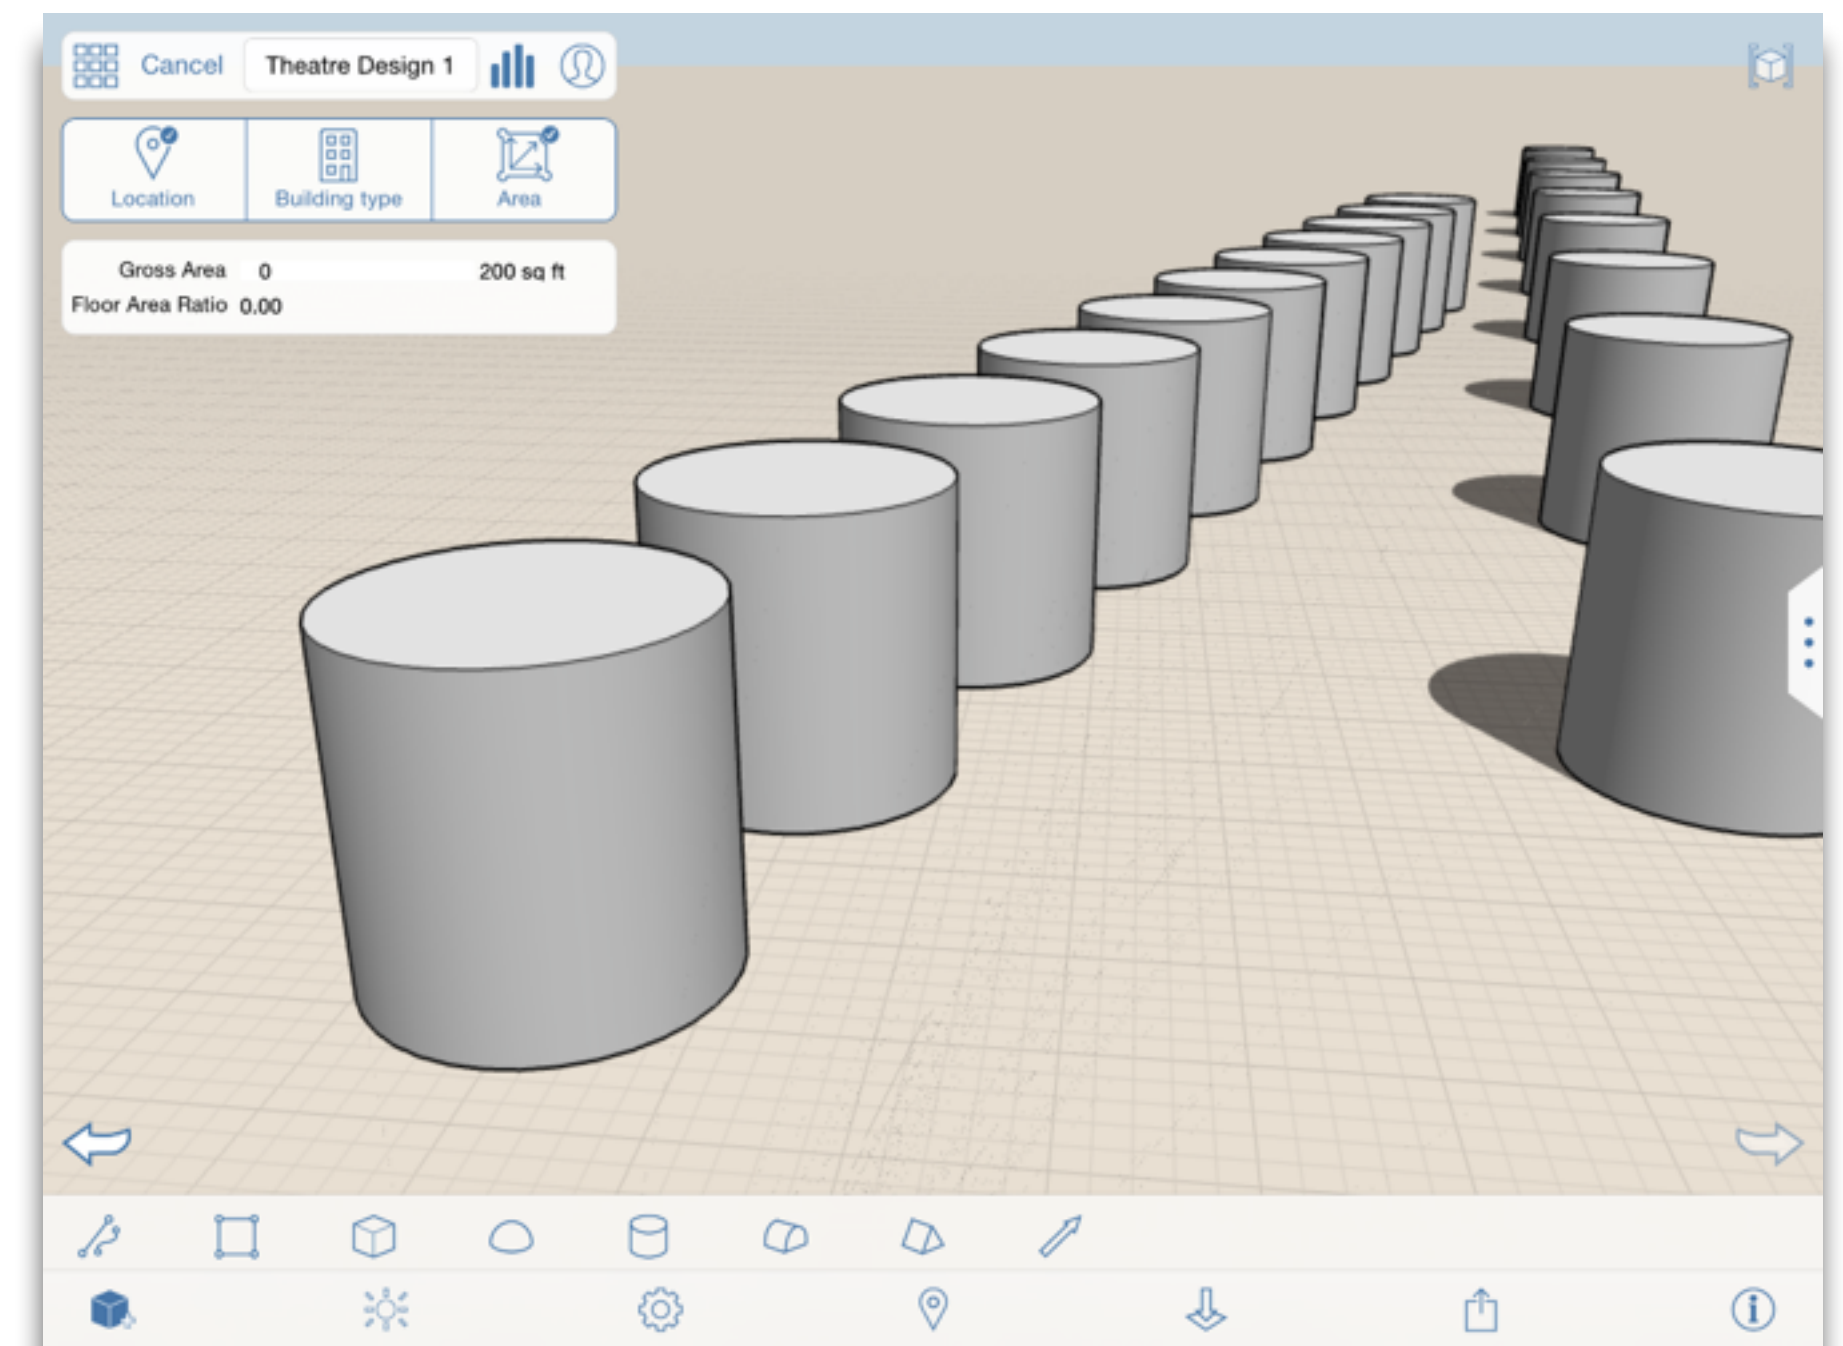 Cancel Theatre Design 1
Location Building type Area
Gross Area 0 200 sq ft
Floor Area Ratio 0.00